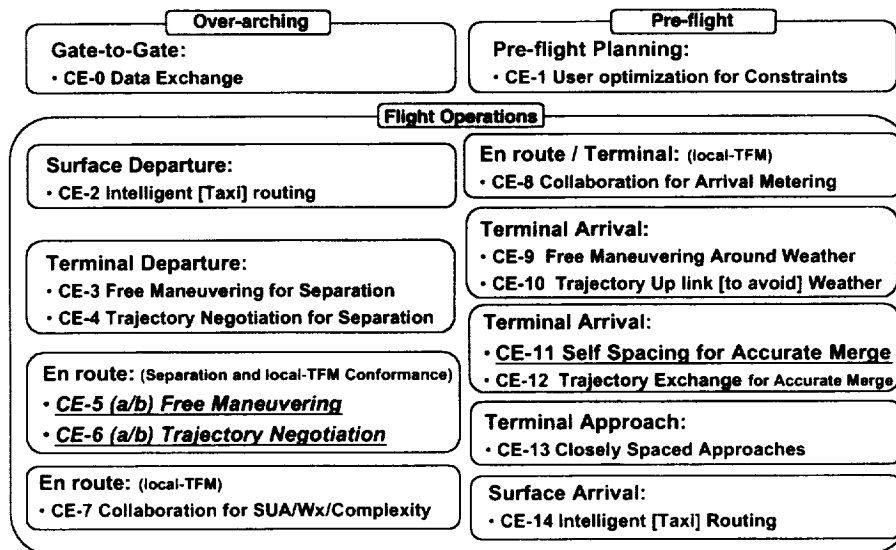 Over-arching
Gate-to-Gate:
• CE-0 Data Exchange
Pre-flight
Pre-flight Planning:
• CE-1 User optimization for Constraints
Flight Operations
Surface Departure:
• CE-2 Intelligent [Taxi] routing
Terminal Departure:
• CE-3 Free Maneuvering for Separation
• CE-4 Trajectory Negotiation for Separation
En route: (Separation and local-TFM Conformance)
• CE-5 (a/b) Free Maneuvering
• CE-6 (a/b) Trajectory Negotiation
En route: (local-TFM)
• CE-7 Collaboration for SUA/Wx/Complexity
En route / Terminal: (local-TFM)
• CE-8 Collaboration for Arrival Metering
Terminal Arrival:
• CE-9 Free Maneuvering Around Weather
• CE-10 Trajectory Up link [to avoid] Weather
Terminal Arrival:
• CE-11 Self Spacing for Accurate Merge
• CE-12 Trajectory Exchange for Accurate Merge
Terminal Approach:
• CE-13 Closely Spaced Approaches
Surface Arrival:
• CE-14 Intelligent [Taxi] Routing